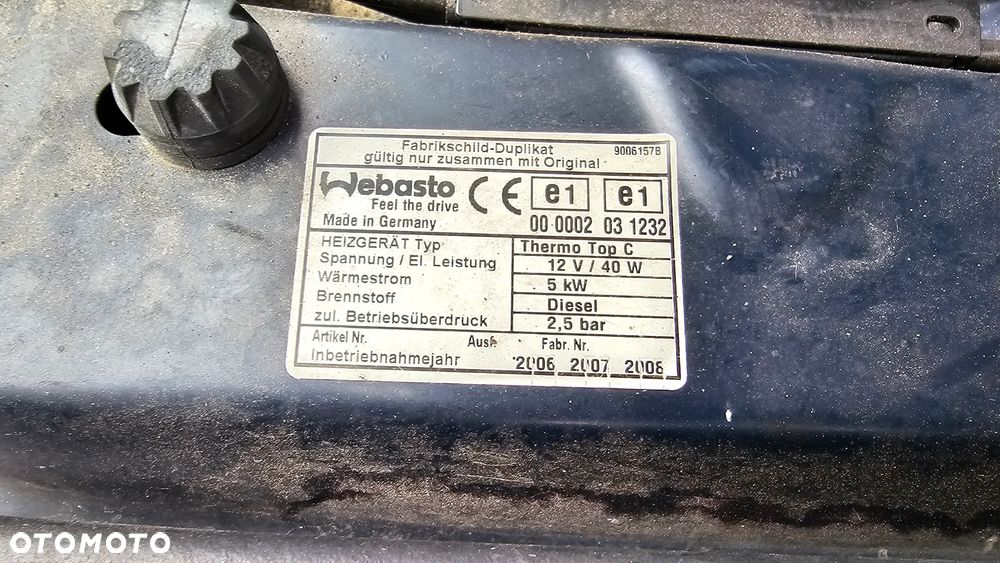 Fabrikschild-Duplikat
gültig nur zusammen mit Original
9006157B
Webasto
Feel the drive
Made in Germany
CE
e1
00 0002
e1
03 1232
HEIZGERÄT Typ Thermo Top C
Spannung / El. Leistung 12 V / 40 W
Wärmestrom 5 kW
Brennstoff Diesel
zul. Betriebsüberdruck 2,5 bar
Artikel Nr. Ausf. Fabr. Nr.
Inbetriebnahmejahr 2006 2007 2008
OTOMOTO